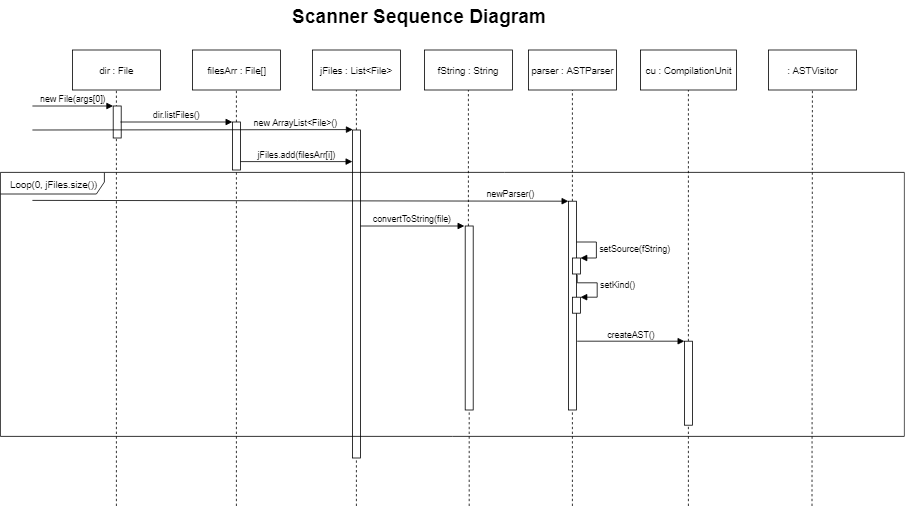 Scanner Sequence Diagram
dir : File
filesArr : File[]
jFiles : List<File>
fString : String
parser : ASTParser
cu : CompilationUnit
: ASTVisitor
new File(args[0])
dir.listFiles()
new ArrayList<File>()
jFiles.add(filesArr[i])
Loop(0, jFiles.size())
newParser()
convertToString(file)
setSource(fString)
setKind()
createAST()